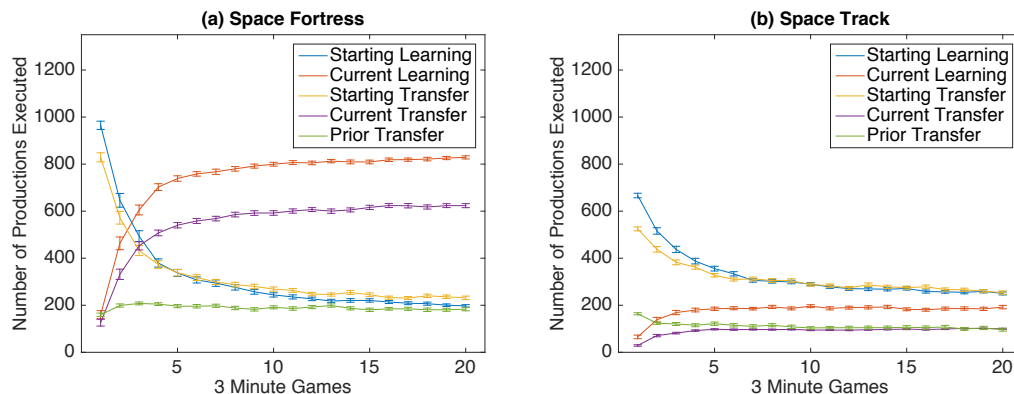 (a) Space Fortress
Number of Productions Executed
1200
1000
800
600
400
200
0
Starting Learning
Current Learning
Starting Transfer
Current Transfer
Prior Transfer
5
10
15
20
3 Minute Games
(b) Space Track
Number of Productions Executed
1200
1000
800
600
400
200
0
Starting Learning
Current Learning
Starting Transfer
Current Transfer
Prior Transfer
5
10
15
20
3 Minute Games